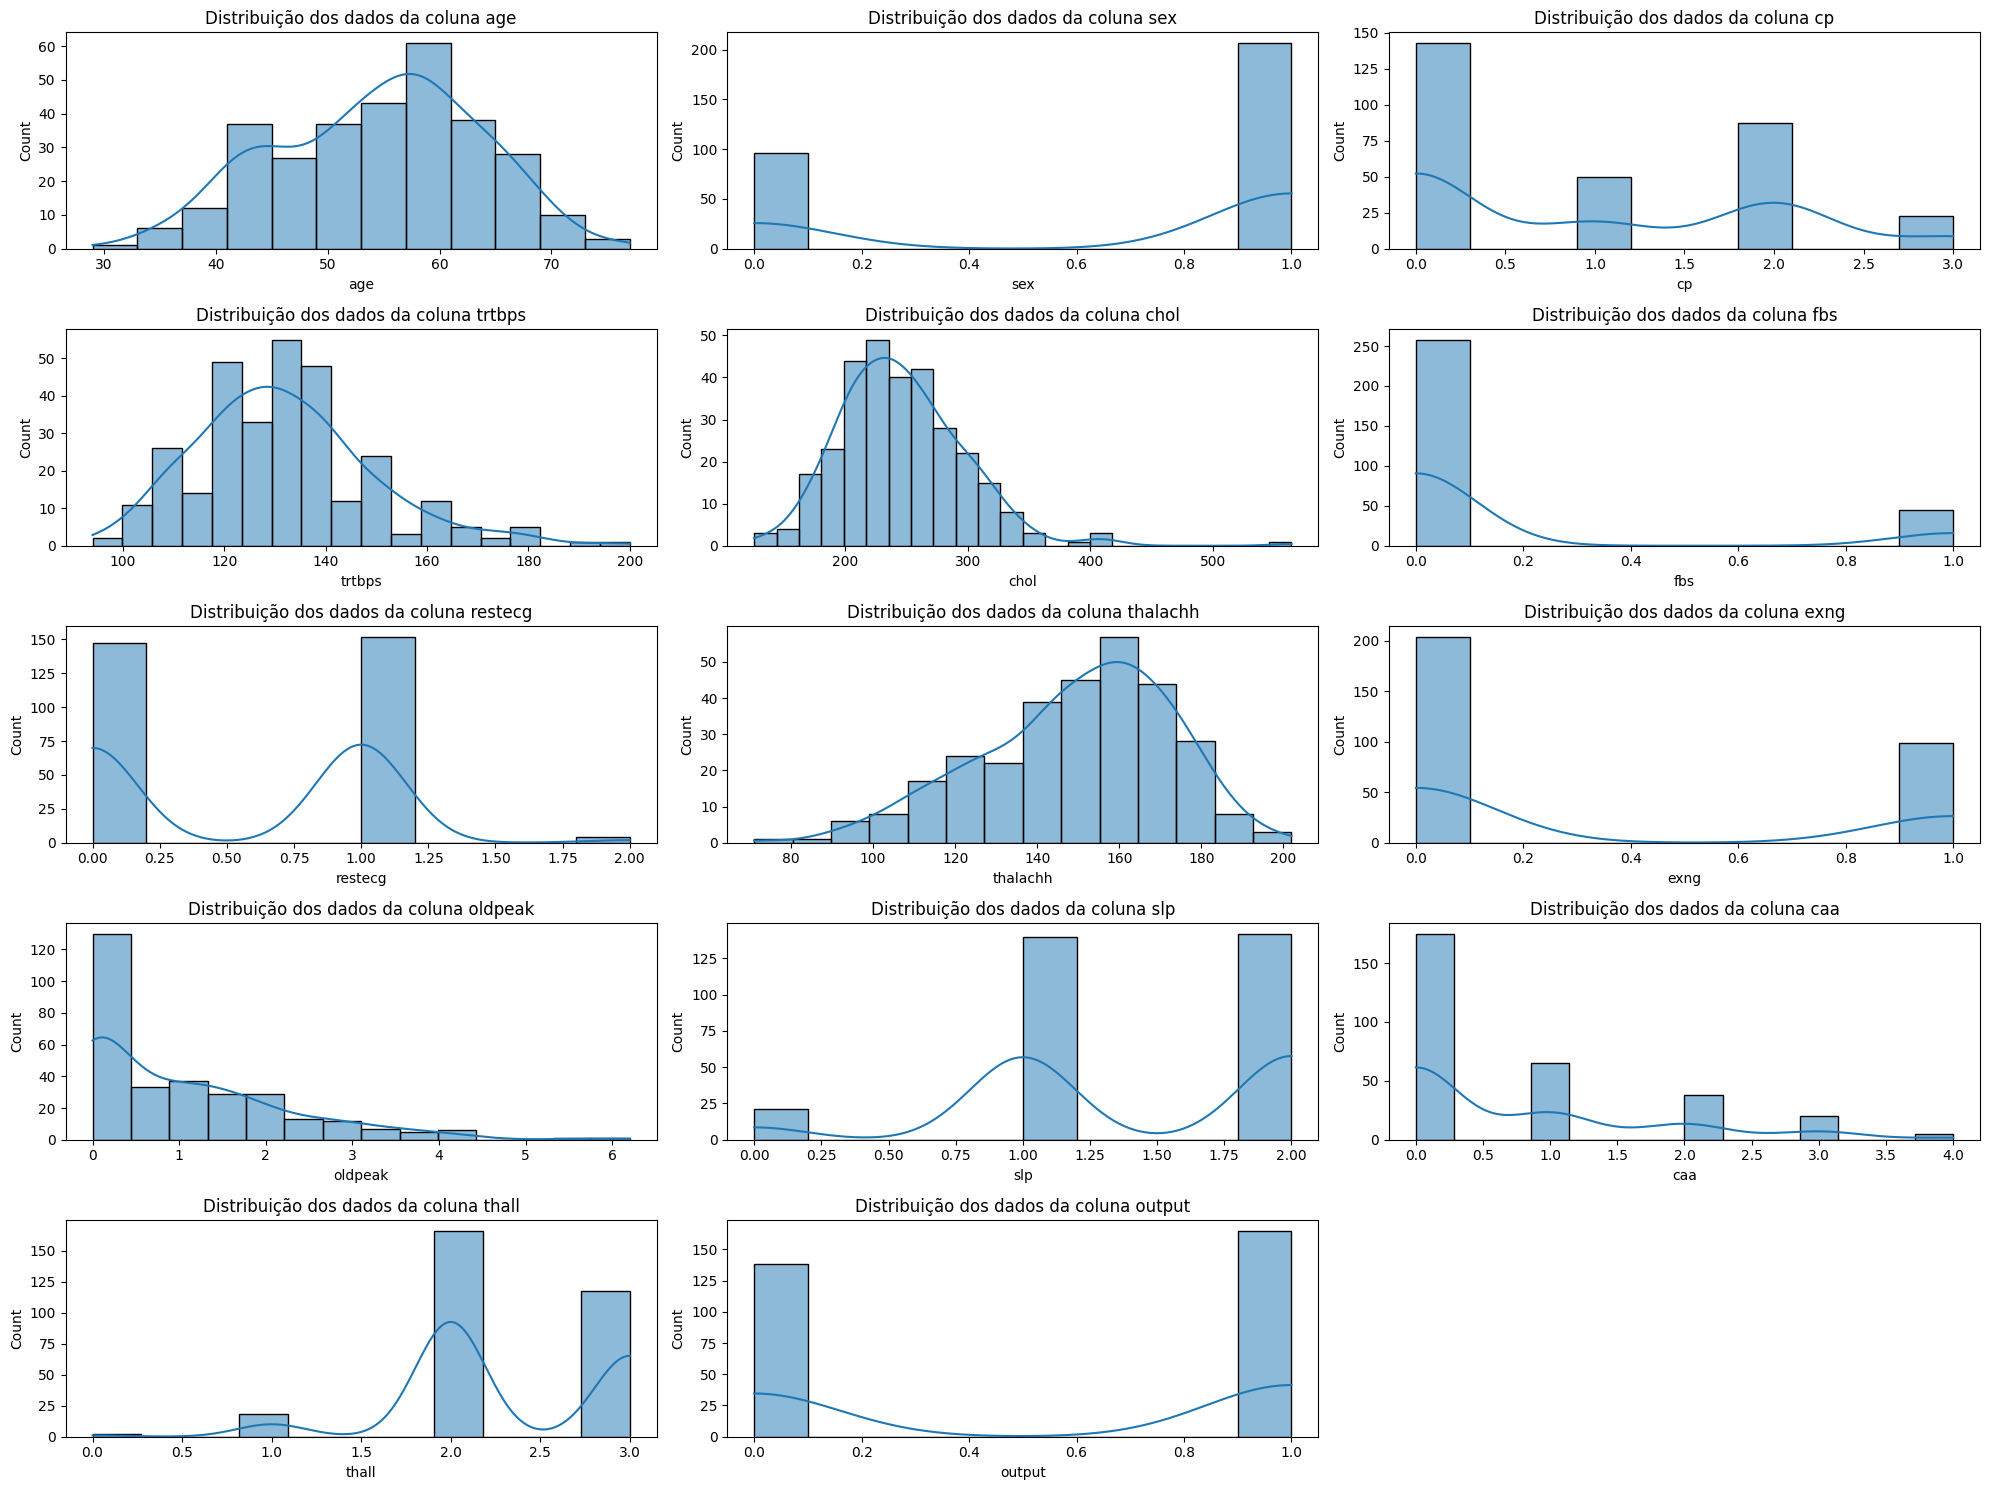 Distribuição dos dados da coluna age
60
50
40
30
20
10
0
Count
30 40 50 60 70
age
Distribuição dos dados da coluna sex
200
150
100
50
0
Count
0.0 0.2 0.4 0.6 0.8 1.0
sex
Distribuição dos dados da coluna cp
150
125
100
75
50
25
0
Count
0.0 0.5 1.0 1.5 2.0 2.5 3.0
cp
Distribuição dos dados da coluna trtbps
50
40
30
20
10
0
Count
100 120 140 160 180 200
trtbps
Distribuição dos dados da coluna chol
50
40
30
20
10
0
Count
200 300 400 500
chol
Distribuição dos dados da coluna fbs
250
200
150
100
50
0
Count
0.0 0.2 0.4 0.6 0.8 1.0
fbs
Distribuição dos dados da coluna restecg
150
125
100
75
50
25
0
Count
0.00 0.25 0.50 0.75 1.00 1.25 1.50 1.75 2.00
restecg
Distribuição dos dados da coluna thalachh
50
40
30
20
10
0
Count
80 100 120 140 160 180 200
thalachh
Distribuição dos dados da coluna exng
200
150
100
50
0
Count
0.0 0.2 0.4 0.6 0.8 1.0
exng
Distribuição dos dados da coluna oldpeak
120
100
80
60
40
20
0
Count
0 1 2 3 4 5 6
oldpeak
Distribuição dos dados da coluna slp
125
100
75
50
25
0
Count
0.00 0.25 0.50 0.75 1.00 1.25 1.50 1.75 2.00
slp
Distribuição dos dados da coluna caa
150
100
50
0
Count
0.0 0.5 1.0 1.5 2.0 2.5 3.0 3.5 4.0
caa
Distribuição dos dados da coluna thall
150
125
100
75
50
25
0
Count
0.0 0.5 1.0 1.5 2.0 2.5 3.0
thall
Distribuição dos dados da coluna output
150
125
100
75
50
25
0
Count
0.0 0.2 0.4 0.6 0.8 1.0
output